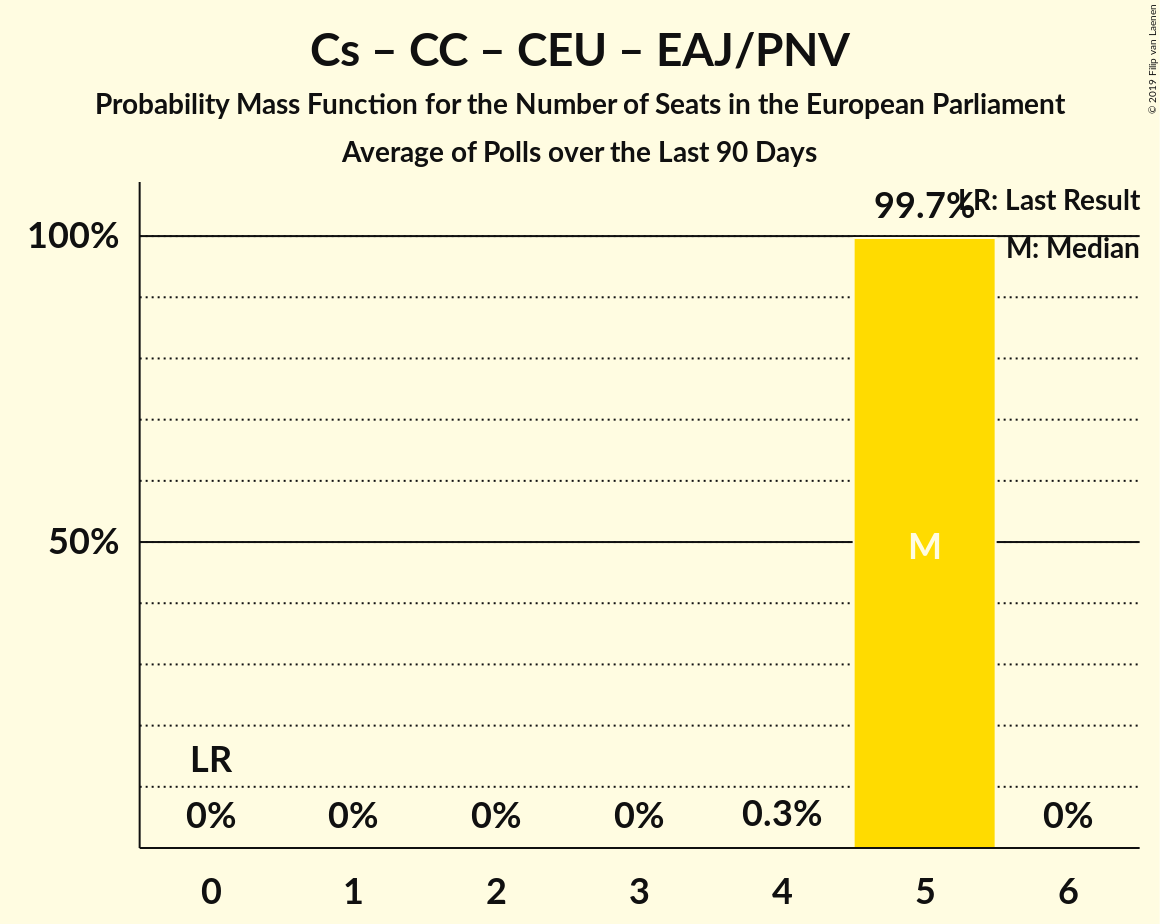 Cs – CC – CEU – EAJ/PNV
Probability Mass Function for the Number of Seats in the European Parliament
Average of Polls over the Last 90 Days
© 2019 Filip van Laenen
99.7%
LR: Last Result
M: Median
100%
50%
M
LR
0% 0% 0% 0% 0.3% 0%
0 1 2 3 4 5 6